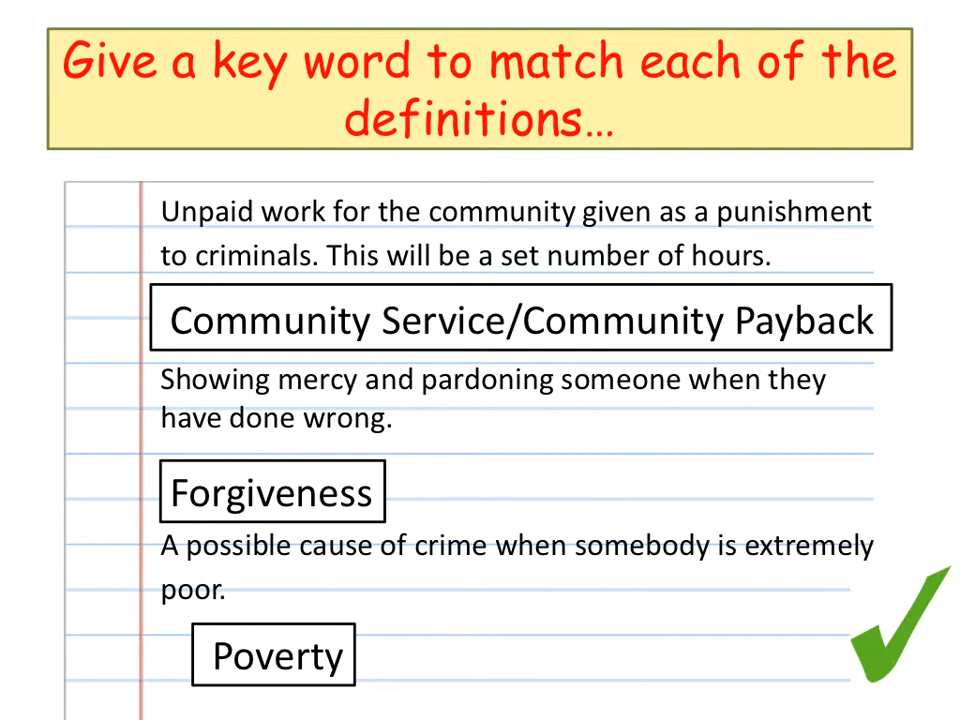 Give a key word to match each of the
definitions…
Unpaid work for the community given as a punishment
to criminals. This will be a set number of hours.
Community Service/Community Payback
Showing mercy and pardoning someone when they
have done wrong.
Forgiveness
A possible cause of crime when somebody is extremely
poor.
Poverty